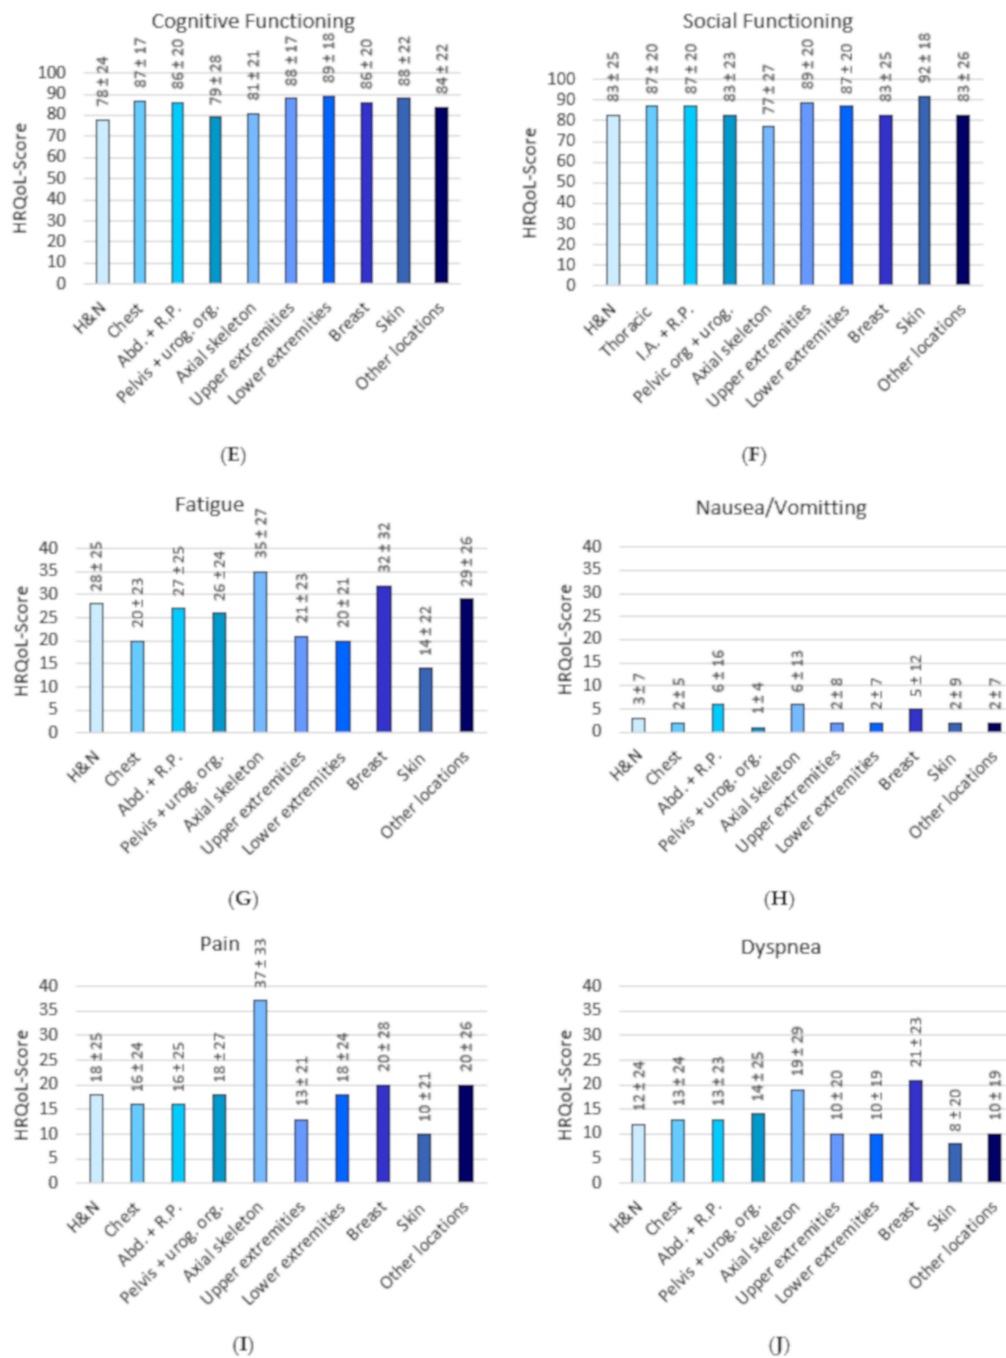 Cognitive Functioning
78 ± 24
87 ± 17
86 ± 20
79 ± 28
81 ± 21
88 ± 17
89 ± 18
86 ± 20
88 ± 22
84 ± 22
100
90
80
70
60
50
40
30
20
10
0
HRQoL-Score
H&N
Chest
Abd. + R.P.
Pelvis + urog. org.
Axial skeleton
Upper extremities
Lower extremities
Breast
Skin
Other locations
(E)
Social Functioning
83 ± 25
87 ± 20
87 ± 20
83 ± 23
77 ± 27
89 ± 20
87 ± 20
83 ± 25
92 ± 18
83 ± 26
100
90
80
70
60
50
40
30
20
10
0
HRQoL-Score
H&N
Thoracic
I.A. + R.P.
Pelvic org + urog.
Axial skeleton
Upper extremities
Lower extremities
Breast
Skin
Other locations
(F)
Fatigue
28 ± 25
20 ± 23
27 ± 25
26 ± 24
35 ± 27
21 ± 23
20 ± 21
32 ± 32
14 ± 22
29 ± 26
40
35
30
25
20
15
10
5
0
HRQoL-Score
H&N
Chest
Abd. + R.P.
Pelvis + urog. org.
Axial skeleton
Upper extremities
Lower extremities
Breast
Skin
Other locations
(G)
Nausea/Vomitting
3 ± 7
2 ± 5
6 ± 16
1 ± 4
6 ± 13
2 ± 8
2 ± 7
5 ± 12
2 ± 9
2 ± 7
40
35
30
25
20
15
10
5
0
HRQoL-Score
H&N
Chest
Abd. + R.P.
Pelvis + urog. org.
Axial skeleton
Upper extremities
Lower extremities
Breast
Skin
Other locations
(H)
Pain
18 ± 25
16 ± 24
16 ± 25
18 ± 27
37 ± 33
13 ± 21
18 ± 24
20 ± 28
10 ± 21
20 ± 26
40
35
30
25
20
15
10
5
0
HRQoL-Score
H&N
Chest
Abd. + R.P.
Pelvis + urog. org.
Axial skeleton
Upper extremities
Lower extremities
Breast
Skin
Other locations
(I)
Dyspnea
12 ± 24
13 ± 24
13 ± 23
14 ± 25
19 ± 29
10 ± 20
10 ± 19
21 ± 23
8 ± 20
10 ± 19
40
35
30
25
20
15
10
5
0
HRQoL-Score
H&N
Chest
Abd. + R.P.
Pelvis + urog. org.
Axial skeleton
Upper extremities
Lower extremities
Breast
Skin
Other locations
(J)